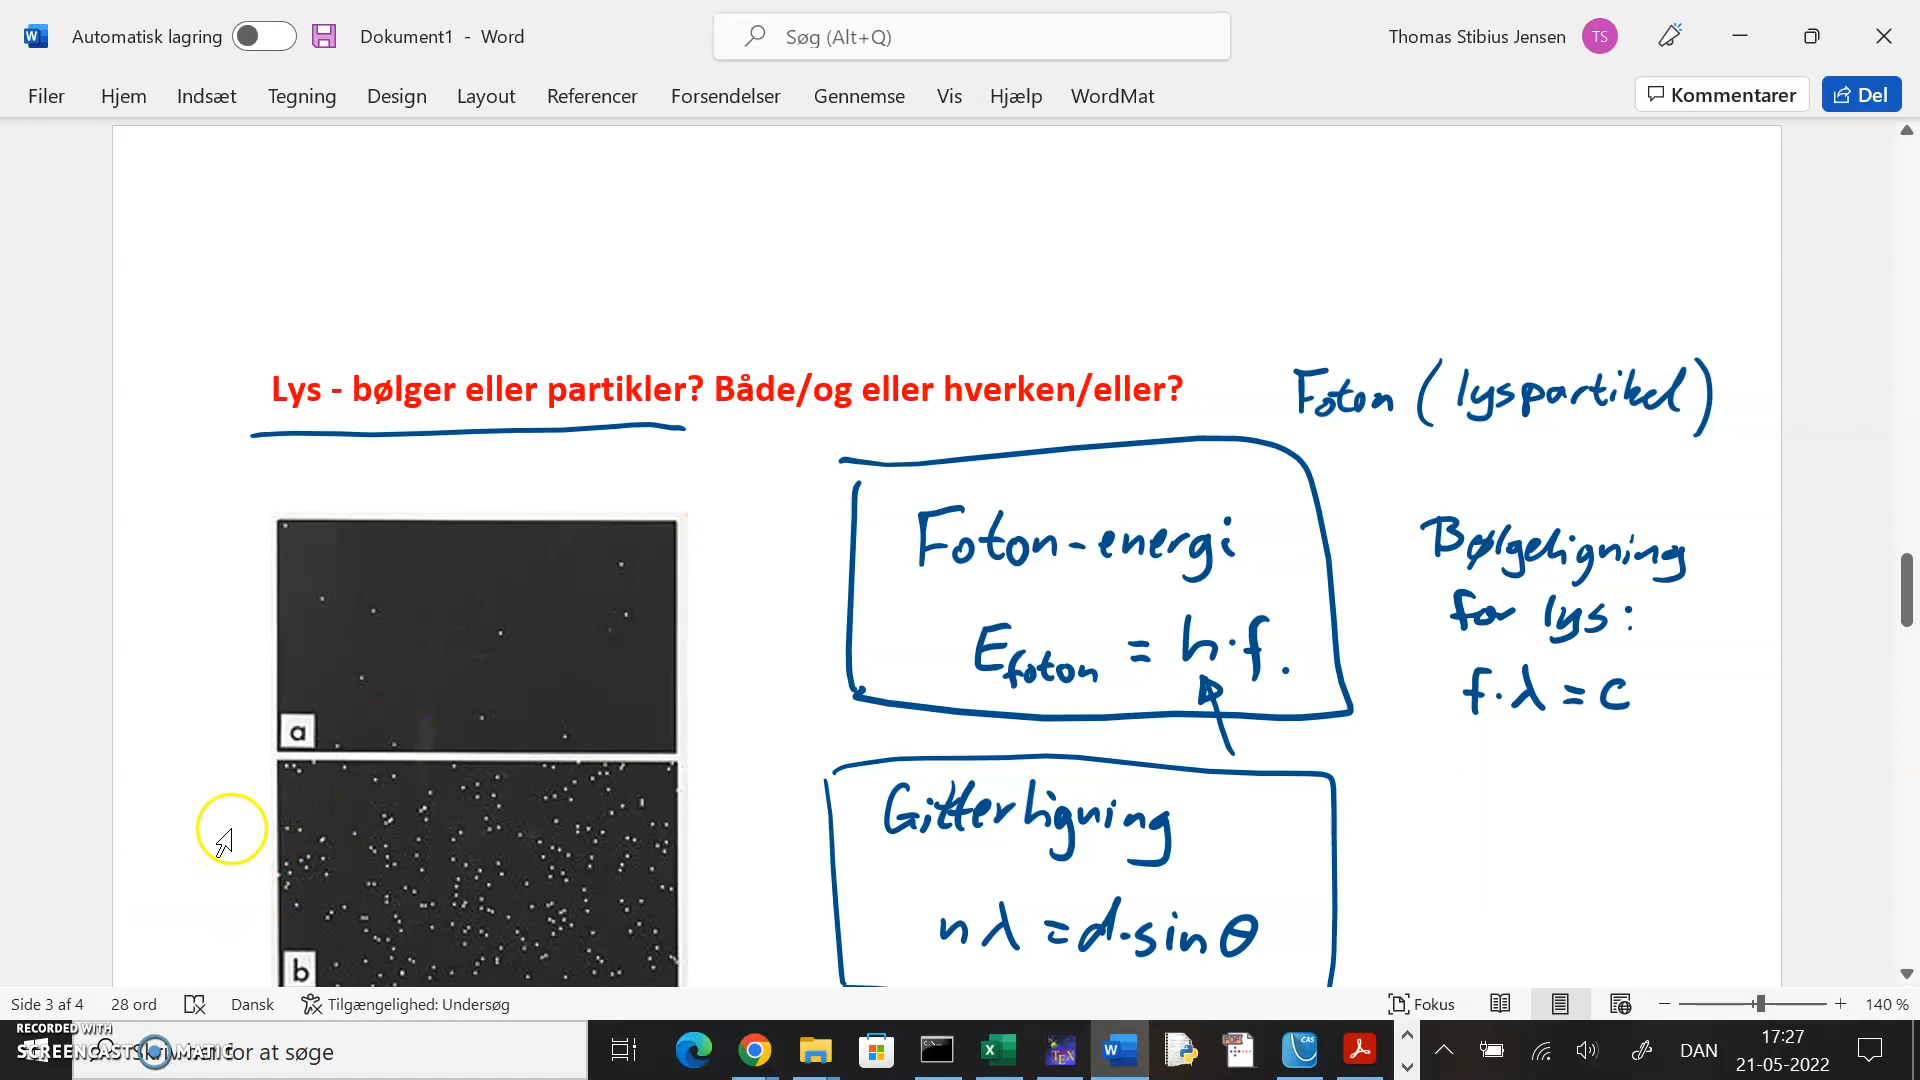 Automatisk lagring
Dokument1 - Word
Søg (Alt+Q)
Thomas Stibius Jensen
TS
Filer Hjem Indsæt Tegning Design Layout Referencer Forsendelser Gennemse Vis Hjælp WordMat
Kommentarer
Del
Lys - bølger eller partikler? Både/og eller hverken/eller?
Foton (lyspartikel)
Foton-energi
E foton = h·f.
Bølgeligning
for lys:
f·λ = c
a
Gitterligning
nλ = d·sin θ
b
Side 3 af 4 28 ord Dansk Tilgængelighed: Undersøg
Fokus
140 %
RECORDED WITH
SCREENCAST MATIC
for at søge
DAN
17:27
21-05-2022